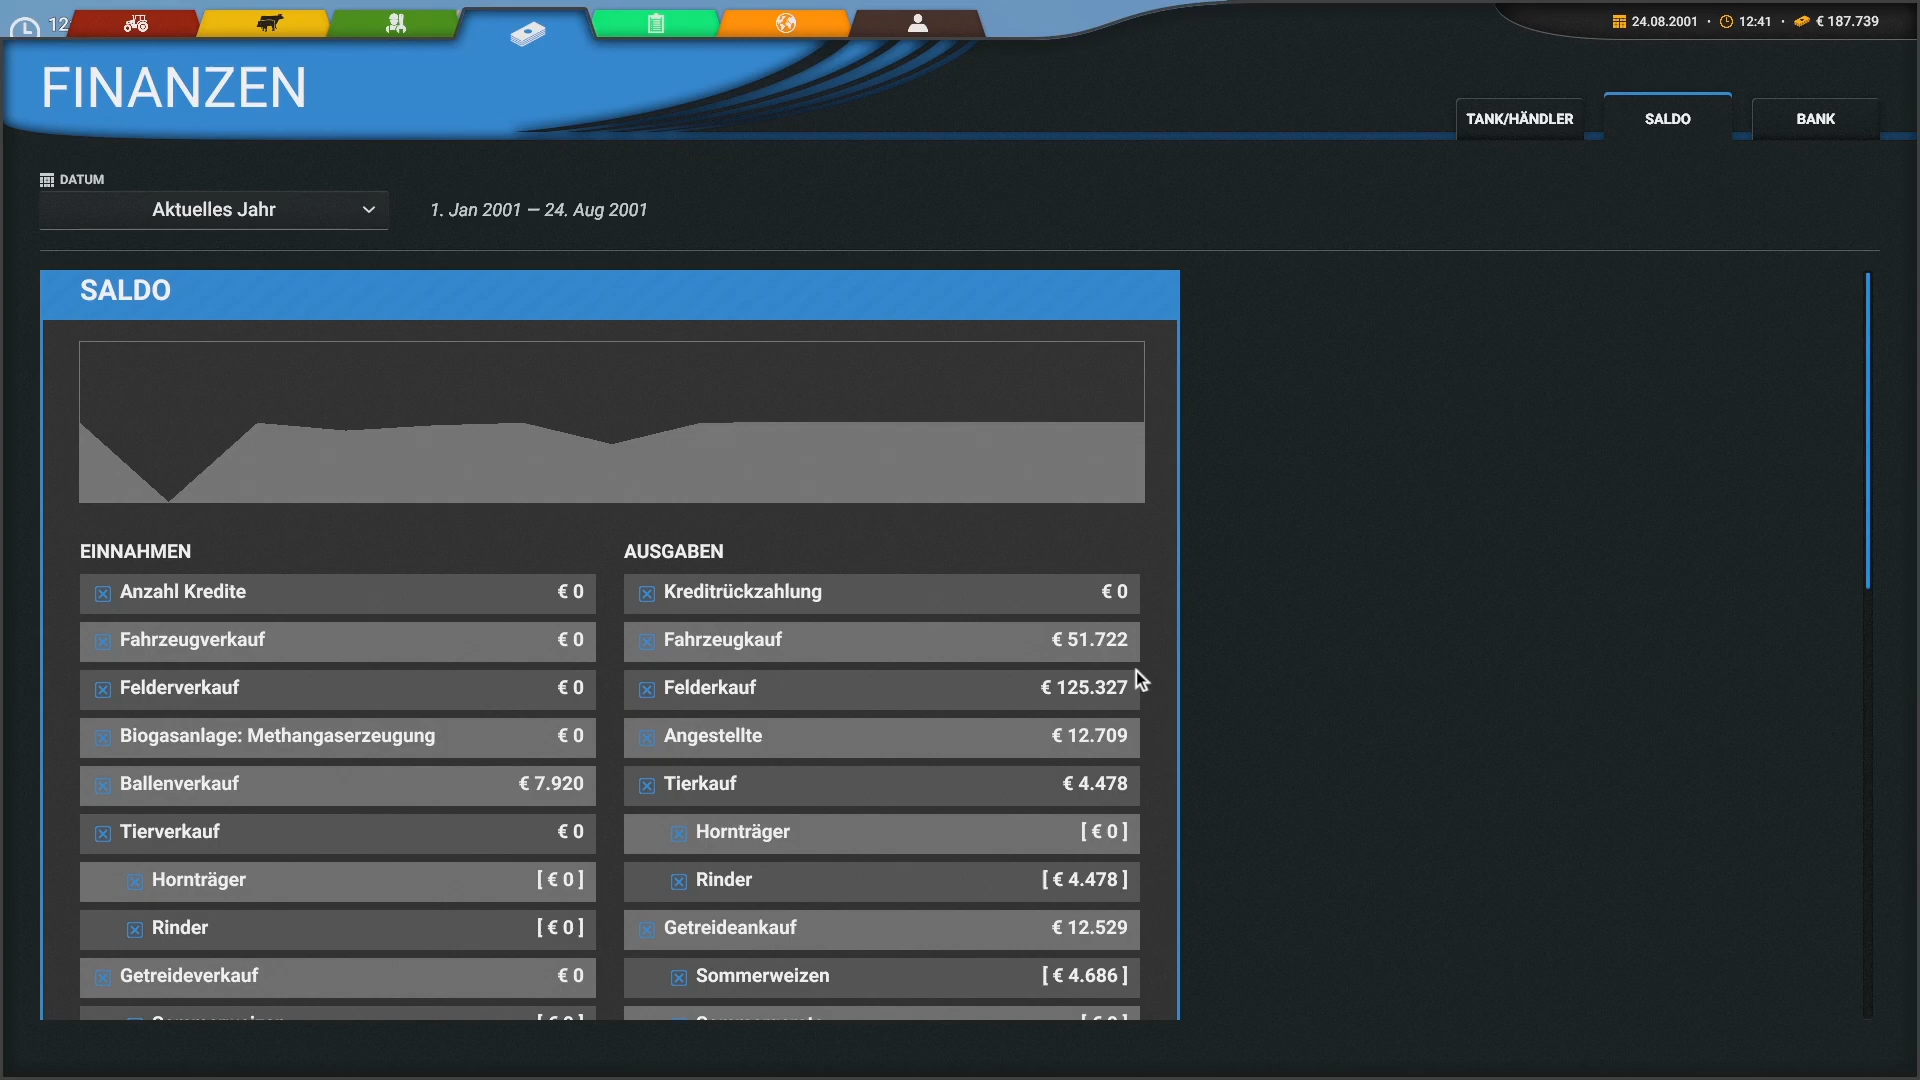 12
24.08.2001 · 12:41 · € 187.739
FINANZEN
TANK/HÄNDLER
SALDO
BANK
DATUM
Aktuelles Jahr
1. Jan 2001 — 24. Aug 2001
SALDO
EINNAHMEN
Anzahl Kredite € 0
Fahrzeugverkauf € 0
Felderverkauf € 0
Biogasanlage: Methangaserzeugung € 0
Ballenverkauf € 7.920
Tierverkauf € 0
Hornträger [ € 0 ]
Rinder [ € 0 ]
Getreideverkauf € 0
AUSGABEN
Kreditrückzahlung € 0
Fahrzeugkauf € 51.722
Felderkauf € 125.327
Angestellte € 12.709
Tierkauf € 4.478
Hornträger [ € 0 ]
Rinder [ € 4.478 ]
Getreideankauf € 12.529
Sommerweizen [ € 4.686 ]